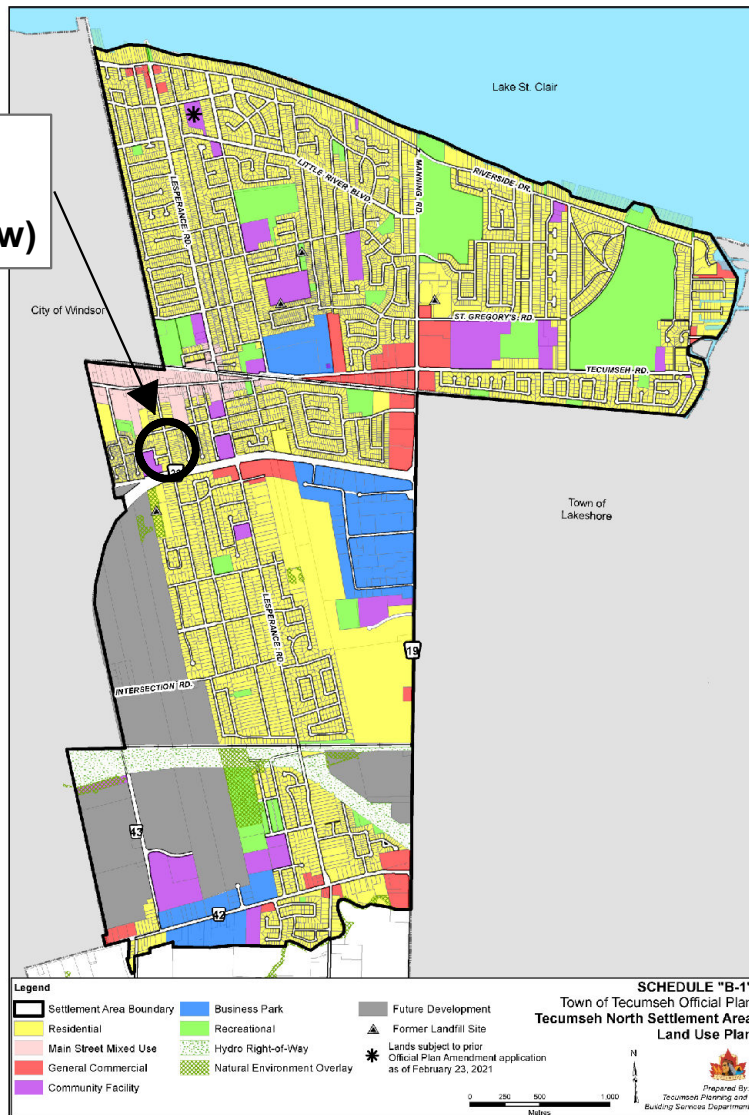 w)
Lake St. Clair
RIVERSIDE DR.
LITTLE RIVER BLVD
MANNING RD.
LESPERANCE RD.
City of Windsor
ST. GREGORY'S RD.
TECUMSEH RD.
Town of
Lakeshore
LESPERANCE RD.
19
INTERSECTION RD.
43
42
Legend
Settlement Area Boundary
Residential
Main Street Mixed Use
General Commercial
Community Facility
Business Park
Recreational
Hydro Right-of-Way
Natural Environment Overlay
Future Development
Former Landfill Site
Lands subject to prior
Official Plan Amendment application
as of February 23, 2021
SCHEDULE "B-1"
Town of Tecumseh Official Plan
Tecumseh North Settlement Area
Land Use Plan
N
Prepared By:
Tecumseh Planning and
Building Services Department
0 250 500 1,000
Metres